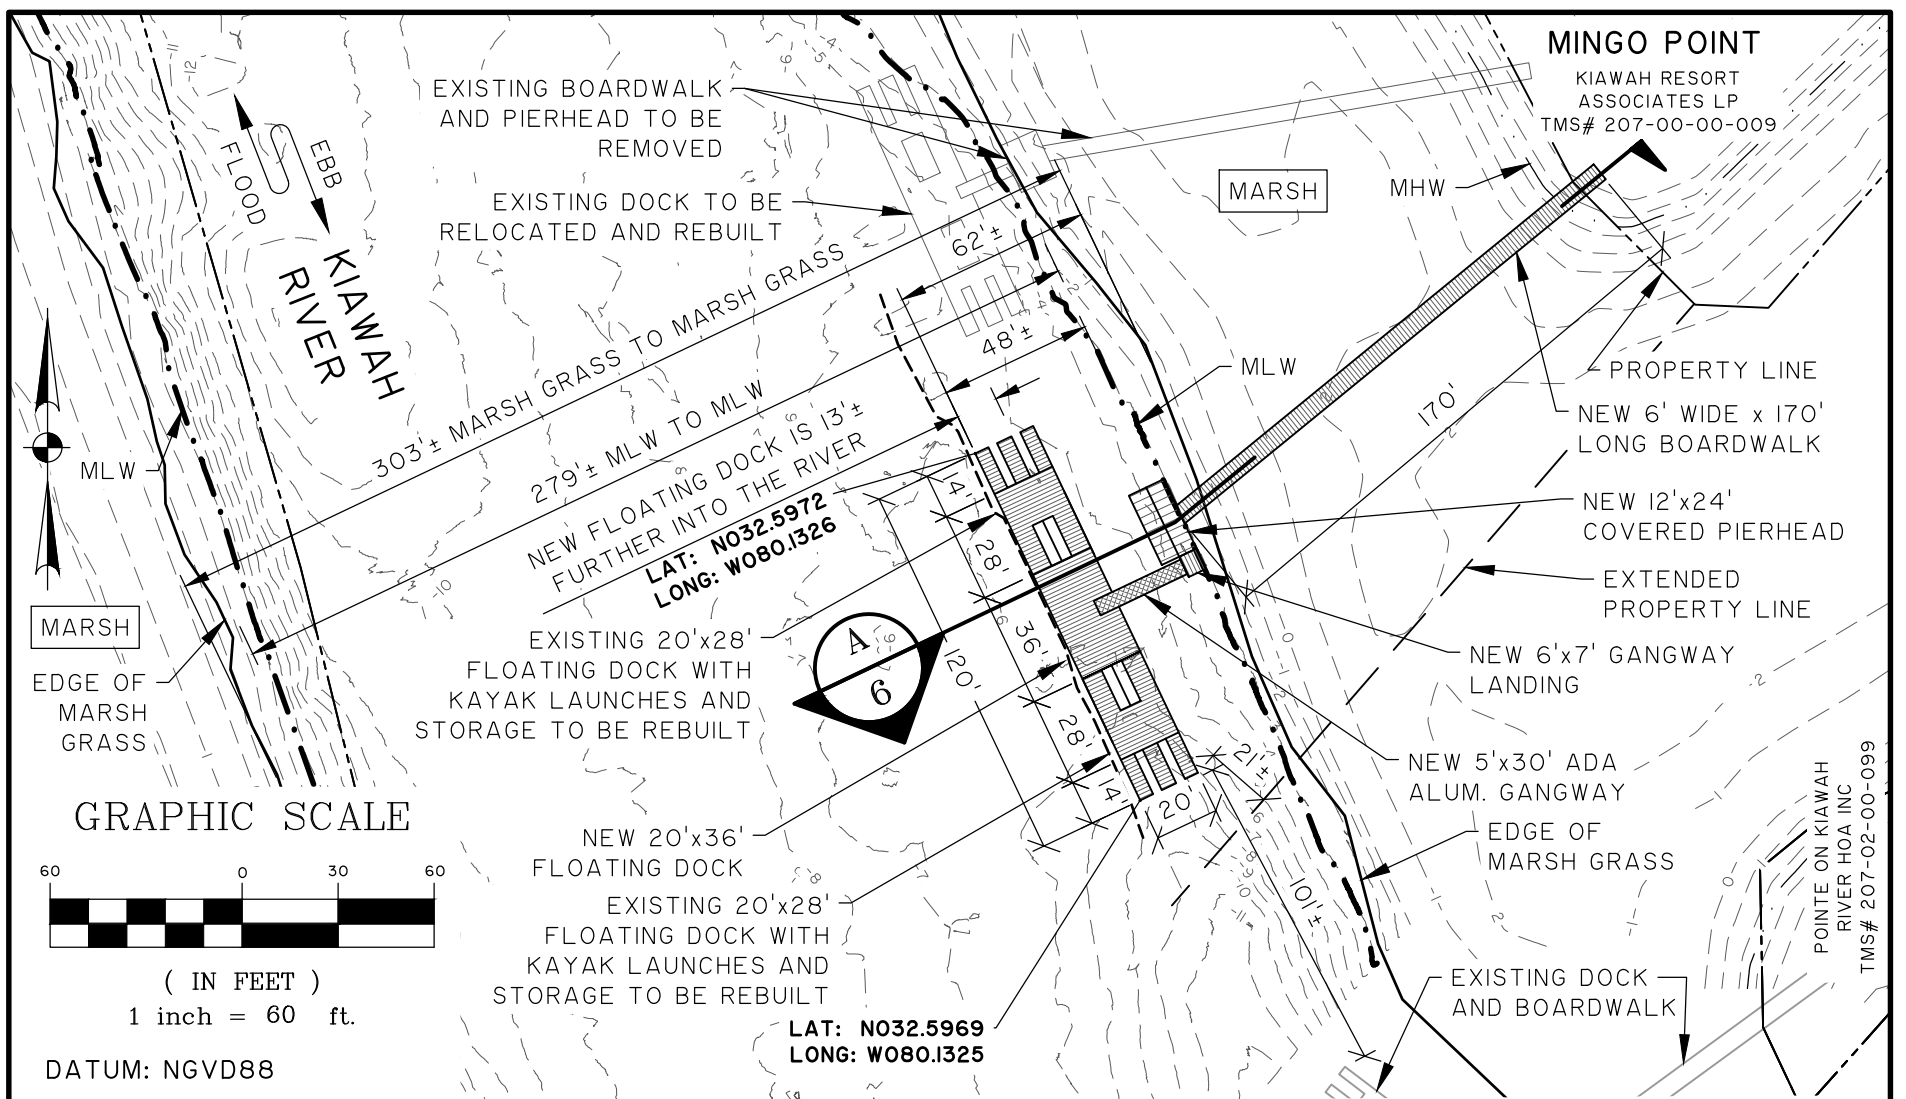 MINGO POINT
KIAWAH RESORT
ASSOCIATES LP
TMS# 207-00-00-009
EXISTING BOARDWALK
AND PIERHEAD TO BE
REMOVED
EXISTING DOCK TO BE
RELOCATED AND REBUILT
FLOOD
EBB
KIAWAH
RIVER
MARSH
MHW
62'±
48'±
303'± MARSH GRASS TO MARSH GRASS
279'± MLW TO MLW
NEW FLOATING DOCK IS 13'±
FURTHER INTO THE RIVER
LAT: N032.5972
LONG: W080.1326
MLW
MLW
170'
PROPERTY LINE
NEW 6' WIDE x 170'
LONG BOARDWALK
NEW 12'x24'
COVERED PIERHEAD
EXTENDED
PROPERTY LINE
NEW 6'x7' GANGWAY
LANDING
NEW 5'x30' ADA
ALUM. GANGWAY
EDGE OF
MARSH GRASS
EXISTING DOCK
AND BOARDWALK
POINTE ON KIAWAH
RIVER HOA INC
TMS# 207-02-00-099
MARSH
EDGE OF
MARSH
GRASS
EXISTING 20'x28'
FLOATING DOCK WITH
KAYAK LAUNCHES AND
STORAGE TO BE REBUILT
A
6
14'
28'
36'
120'
28'
14'
20'
21'±
101'±
NEW 20'x36'
FLOATING DOCK
EXISTING 20'x28'
FLOATING DOCK WITH
KAYAK LAUNCHES AND
STORAGE TO BE REBUILT
LAT: N032.5969
LONG: W080.1325
GRAPHIC SCALE
60 0 30 60
( IN FEET )
1 inch = 60 ft.
DATUM: NGVD88
-12
-10
-2
-2
0
0
-8
-10